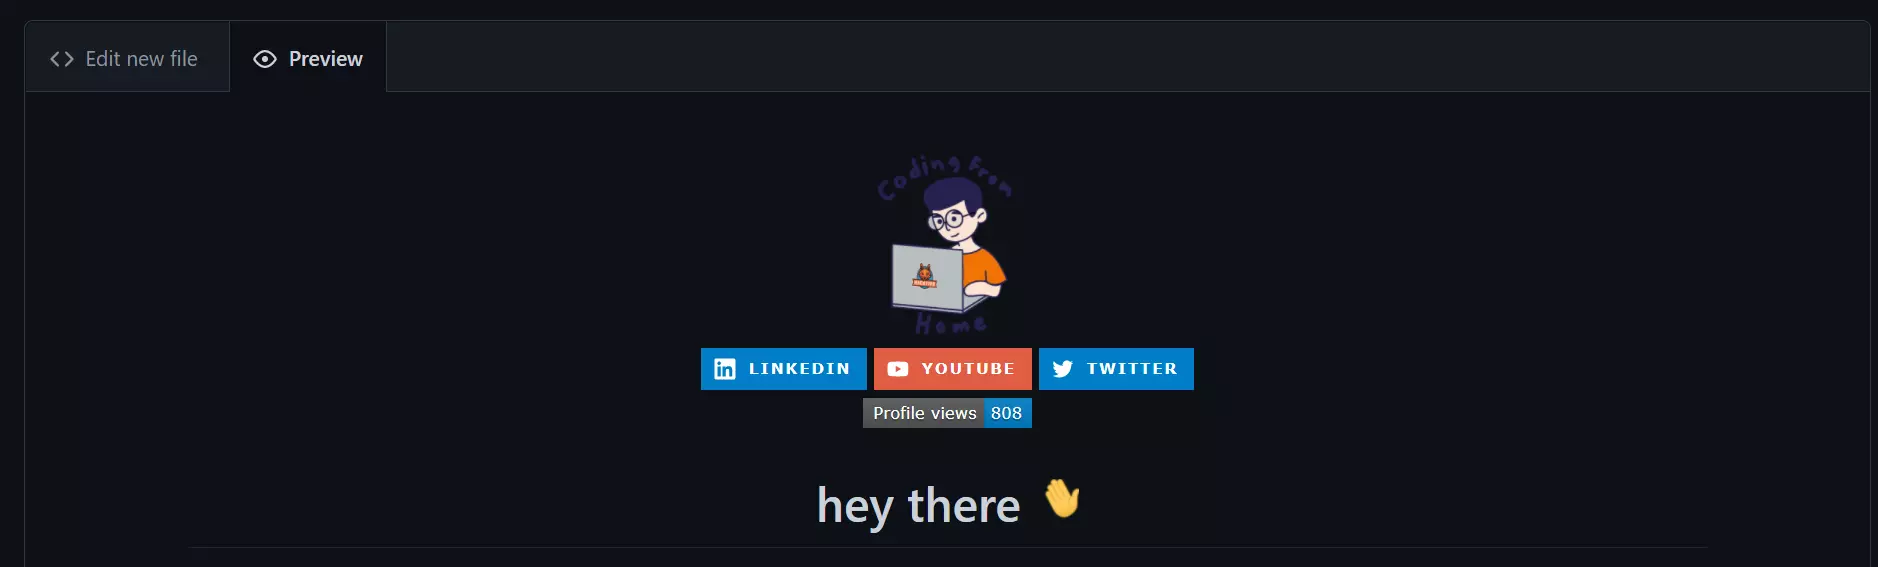 Edit new file Preview
Coding From
Home
LINKEDIN YOUTUBE TWITTER
Profile views 808
hey there 👋